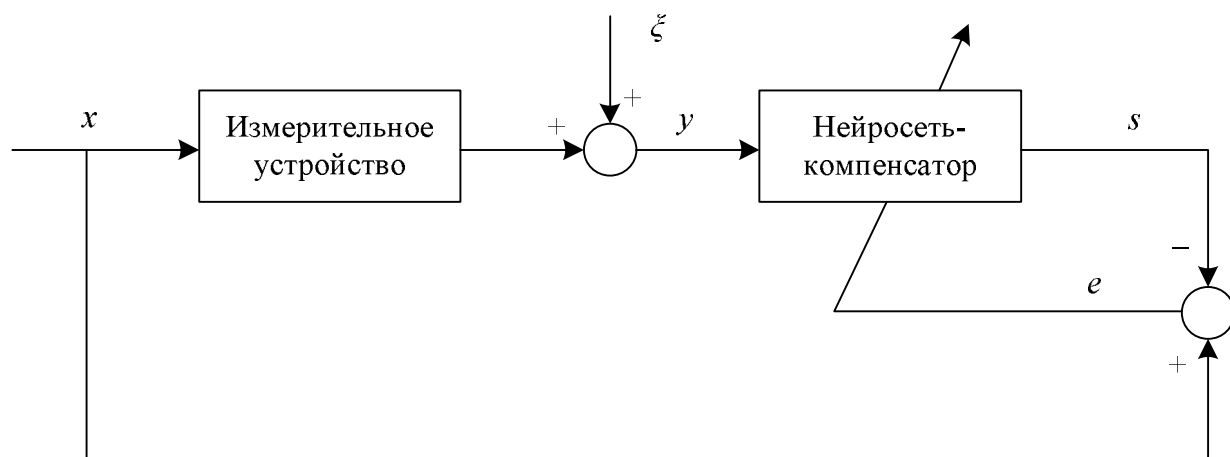 ξ
x
Измерительное
устройство
+
+
y
Нейросеть-
компенсатор
s
−
e
+